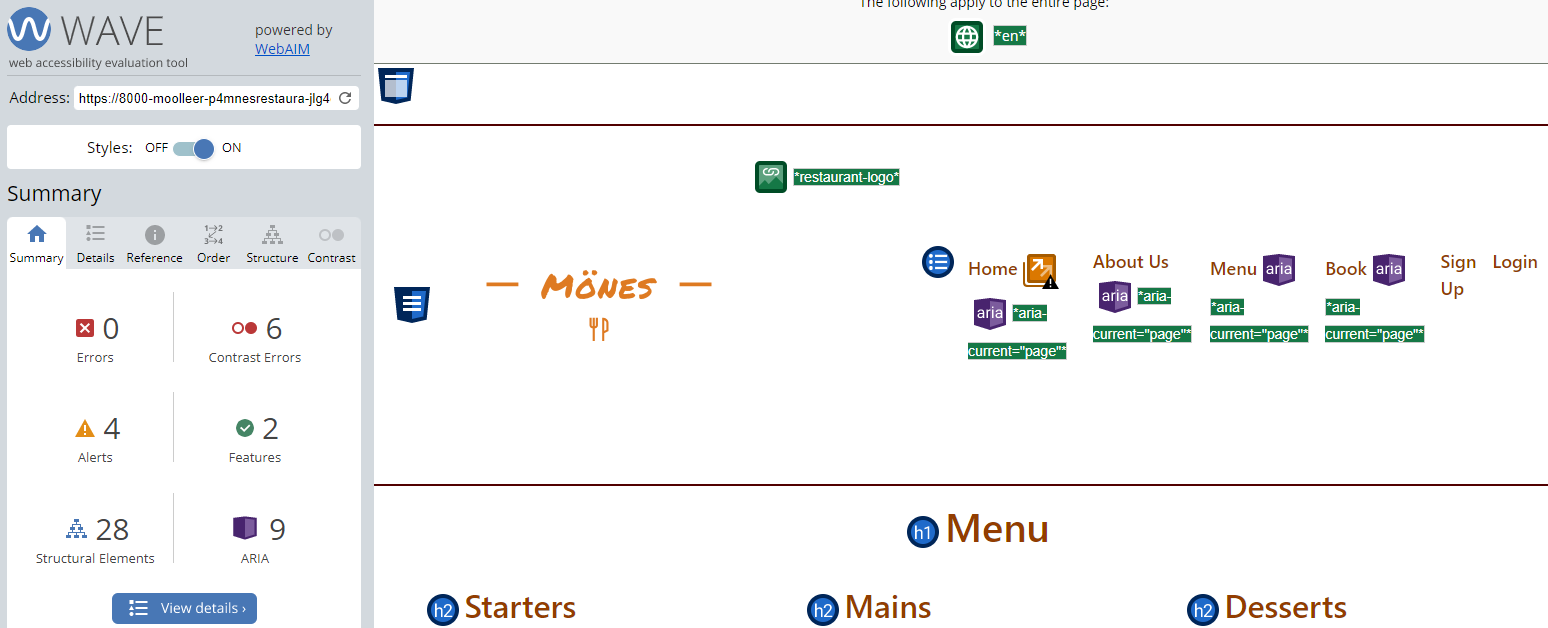 WAVE
powered by
WebAIM
web accessibility evaluation tool
Address: https://8000-moolleer-p4mnesrestaura-jlg4
Styles: OFF ON
Summary
Summary Details Reference Order Structure Contrast
i
1→2
3→4
0 6
Errors Contrast Errors
4 2
Alerts Features
28 9
Structural Elements ARIA
View details ›
The following apply to the entire page:
*en*
*restaurant-logo*
MÖNES
Home
aria *aria-
current="page"*
About Us
aria *aria-
current="page"*
Menu aria
*aria-
current="page"*
Book aria
*aria-
current="page"*
Sign
Up
Login
h1 Menu
h2 Starters h2 Mains h2 Desserts